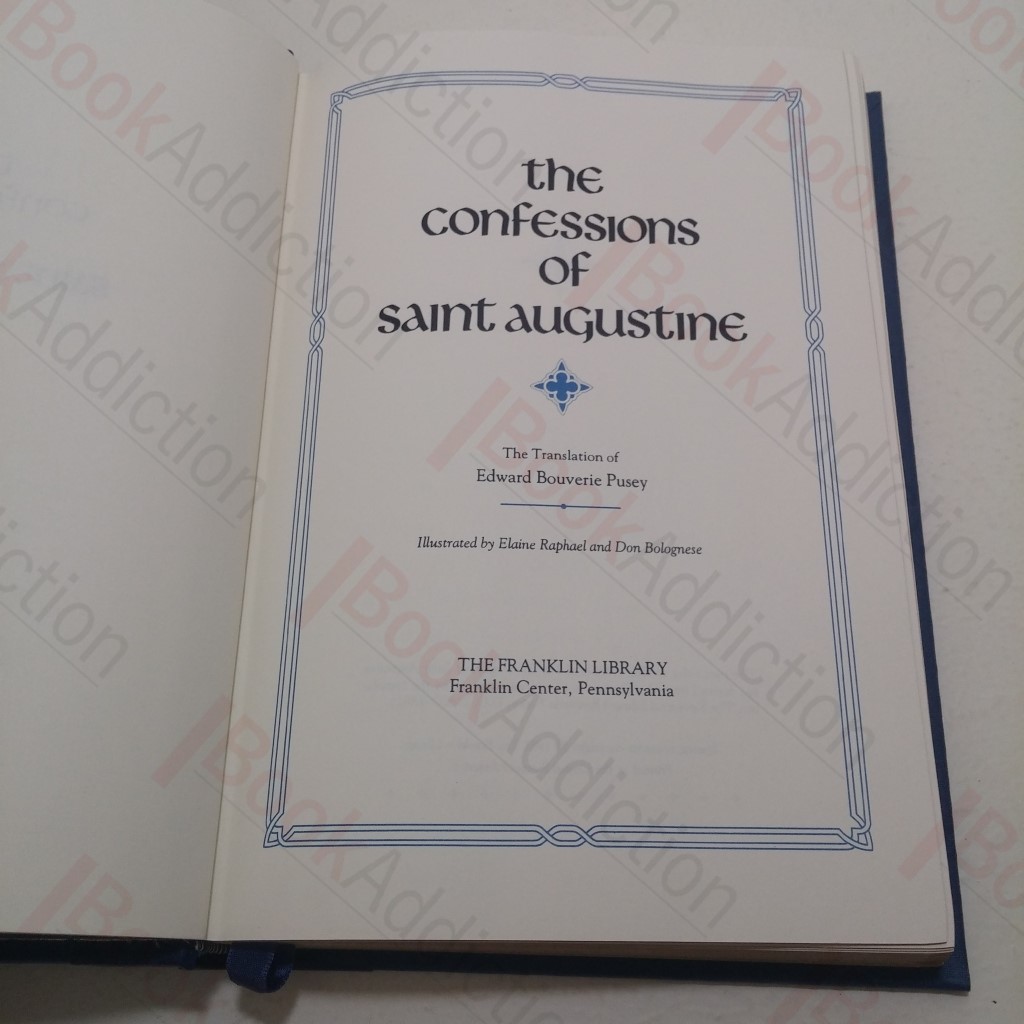 the
confessions
of
saint augustine
The Translation of
Edward Bouverie Pusey
Illustrated by Elaine Raphael and Don Bolognese
THE FRANKLIN LIBRARY
Franklin Center, Pennsylvania
BookAddiction